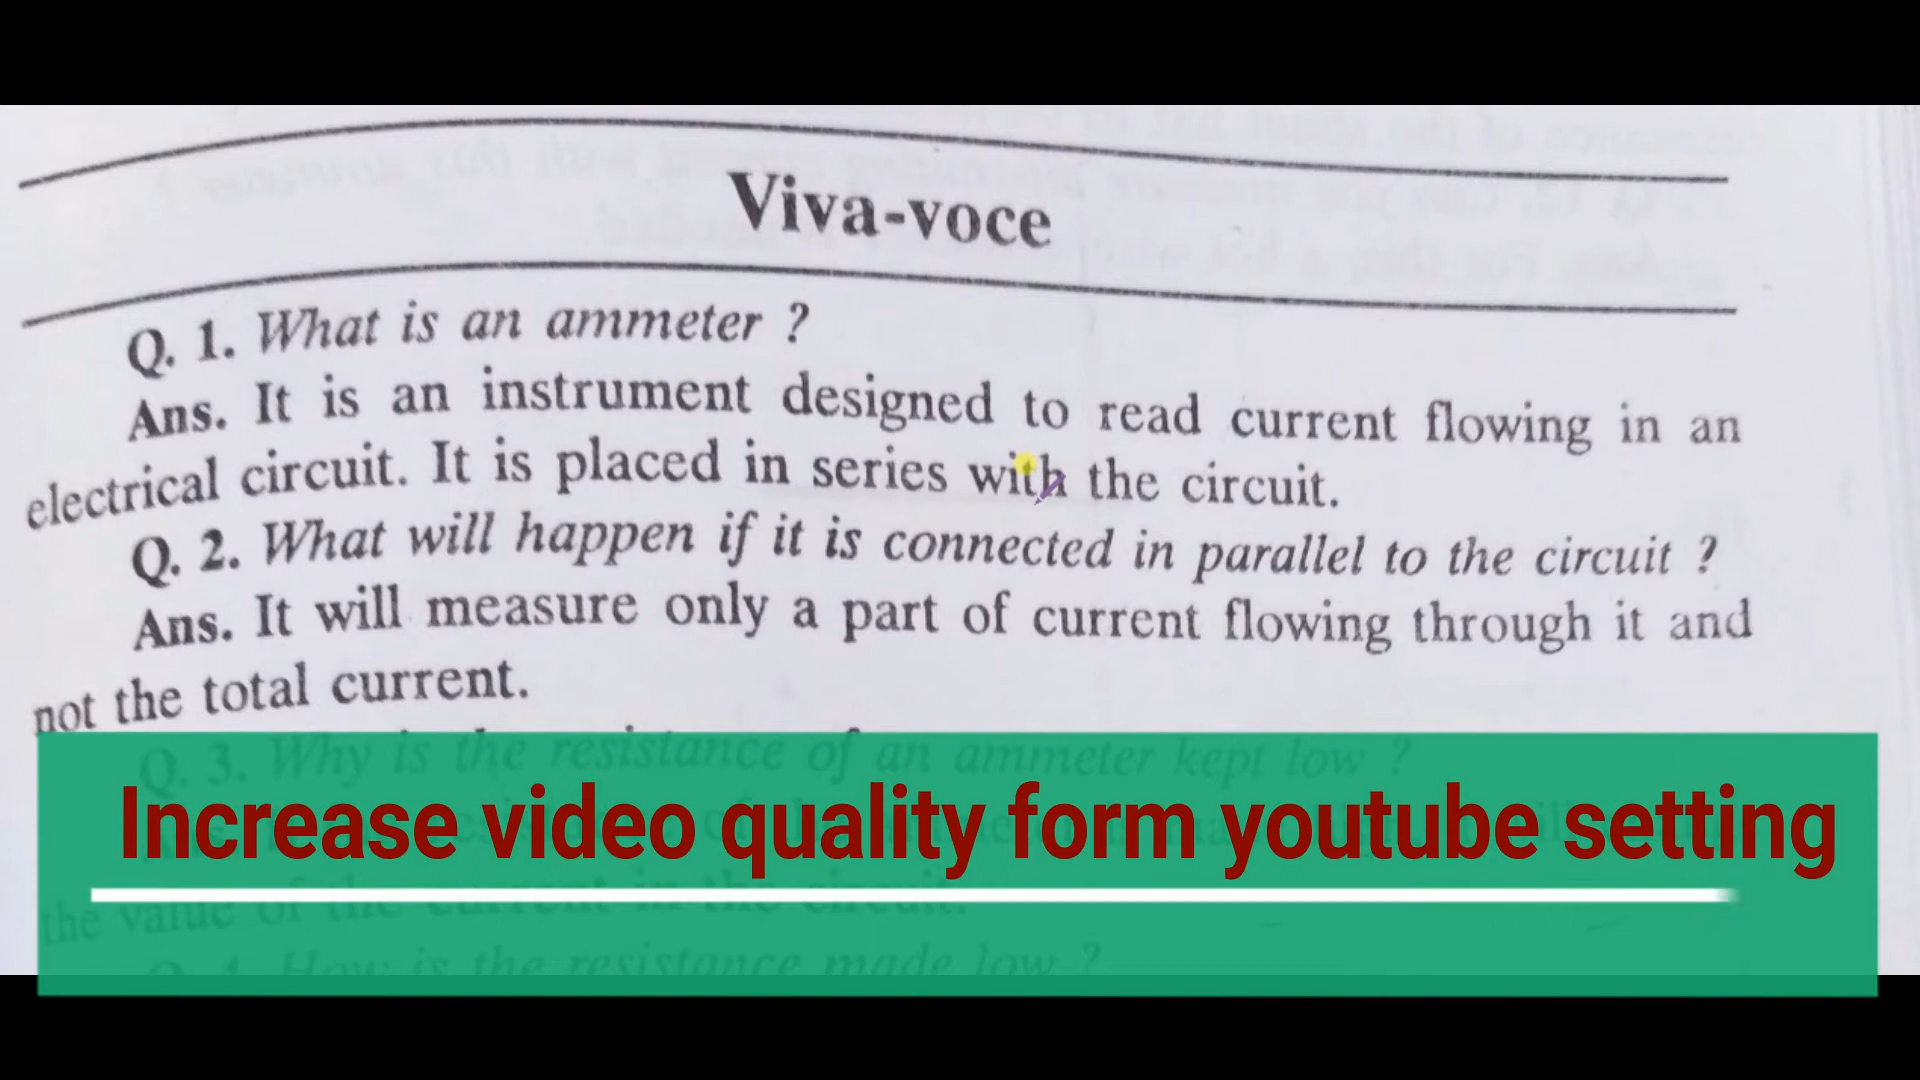 Viva-voce
Q. 1. What is an ammeter ?
Ans. It is an instrument designed to read current flowing in an
electrical circuit. It is placed in series with the circuit.
Q. 2. What will happen if it is connected in parallel to the circuit ?
Ans. It will measure only a part of current flowing through it and
not the total current.
Q. 3. Why is the resistance of an ammeter kept low ?
Increase video quality form youtube setting
the value of the current in the circuit.
Q. 4. How is the resistance made low ?